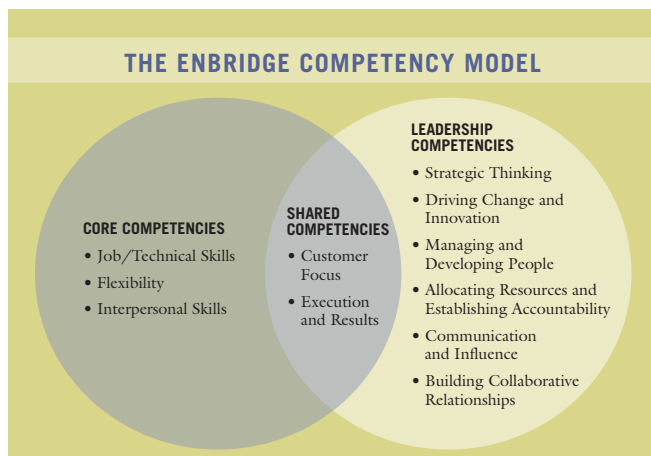 THE ENBRIDGE COMPETENCY MODEL
CORE COMPETENCIES
• Job/Technical Skills
• Flexibility
• Interpersonal Skills
SHARED
COMPETENCIES
• Customer
Focus
• Execution
and Results
LEADERSHIP
COMPETENCIES
• Strategic Thinking
• Driving Change and
Innovation
• Managing and
Developing People
• Allocating Resources and
Establishing Accountability
• Communication
and Influence
• Building Collaborative
Relationships